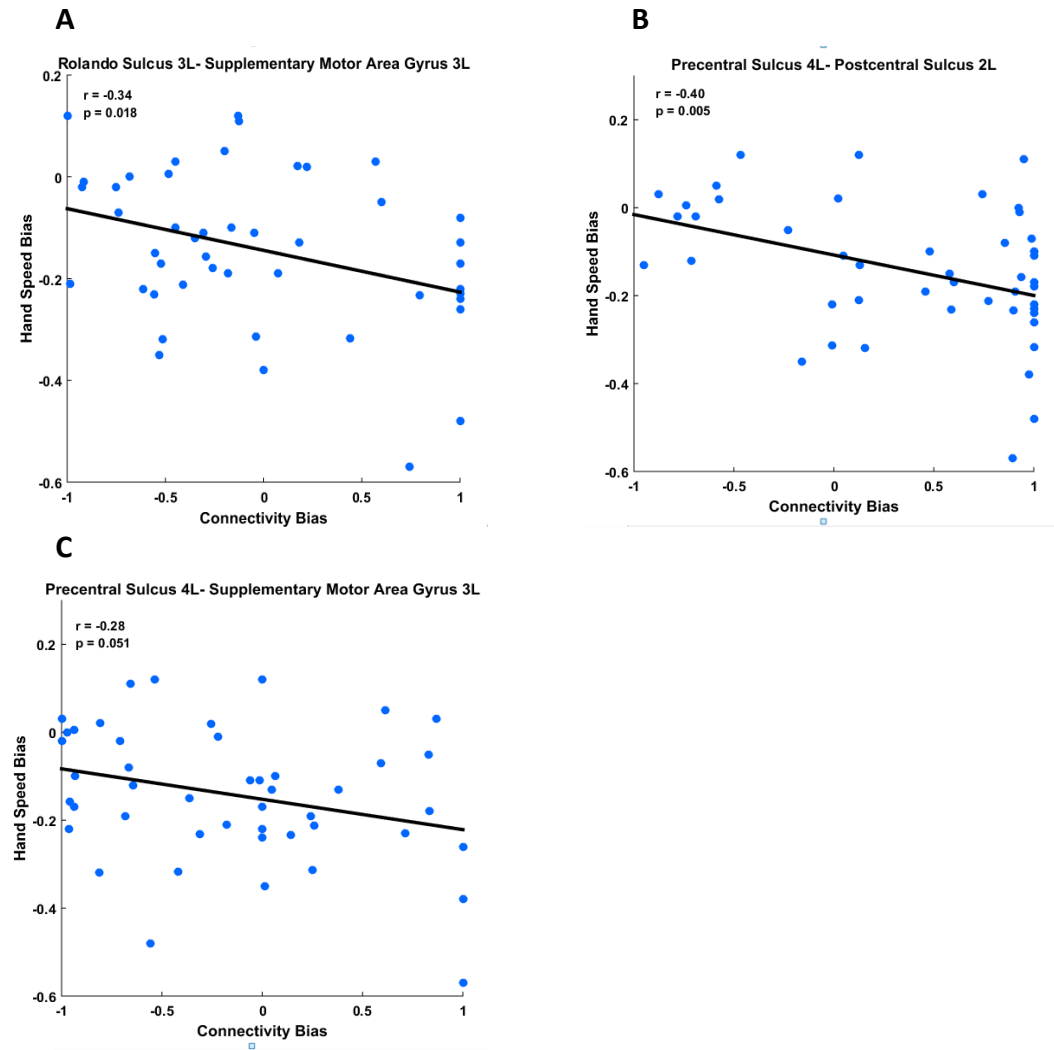 A
Rolando Sulcus 3L- Supplementary Motor Area Gyrus 3L
r = -0.34
p = 0.018
0.2
0
-0.2
-0.4
-0.6
Hand Speed Bias
-1
-0.5
0
0.5
1
Connectivity Bias
B
Precentral Sulcus 4L- Postcentral Sulcus 2L
r = -0.40
p = 0.005
0.2
0
-0.2
-0.4
-0.6
Hand Speed Bias
-1
-0.5
0
0.5
1
Connectivity Bias
C
Precentral Sulcus 4L- Supplementary Motor Area Gyrus 3L
r = -0.28
p = 0.051
0.2
0
-0.2
-0.4
-0.6
Hand Speed Bias
-1
-0.5
0
0.5
1
Connectivity Bias